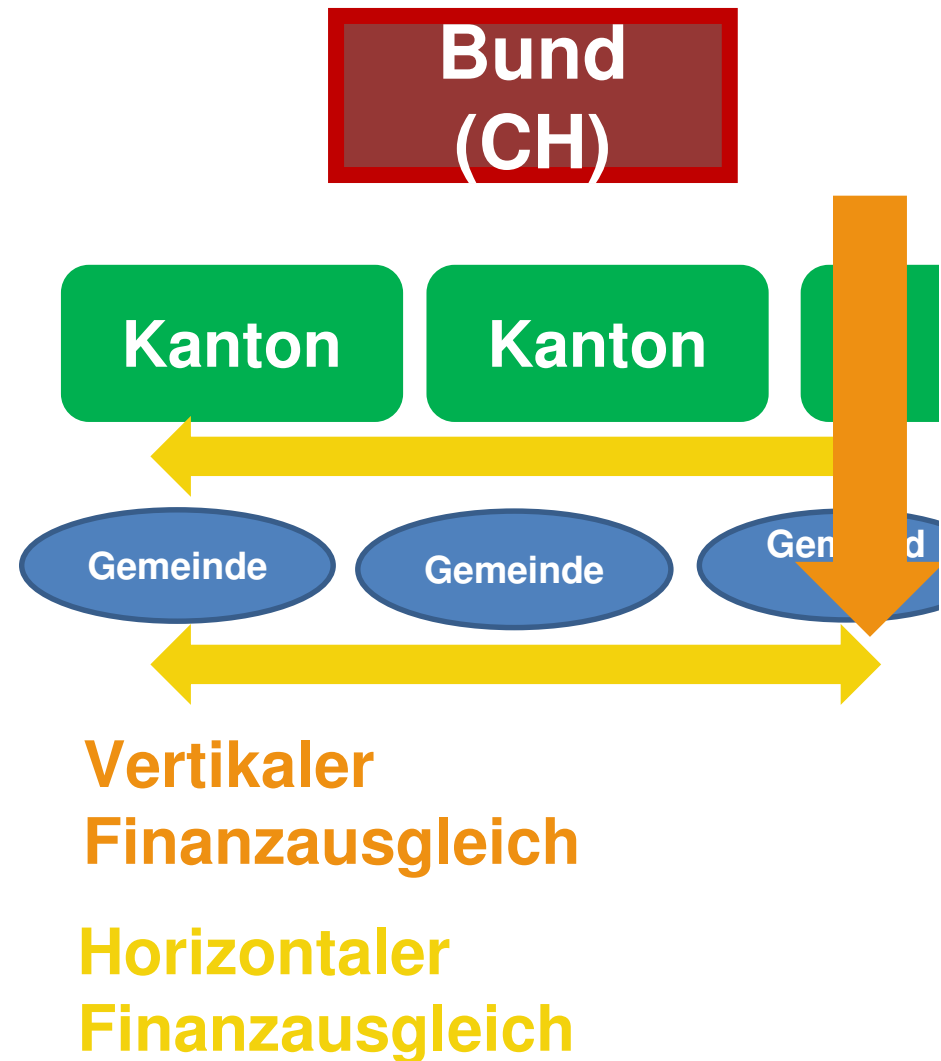 Bund
(CH)
Kanton
Kanton
Gemeinde
Gemeinde
Vertikaler
Finanzausgleich
Horizontaler
Finanzausgleich